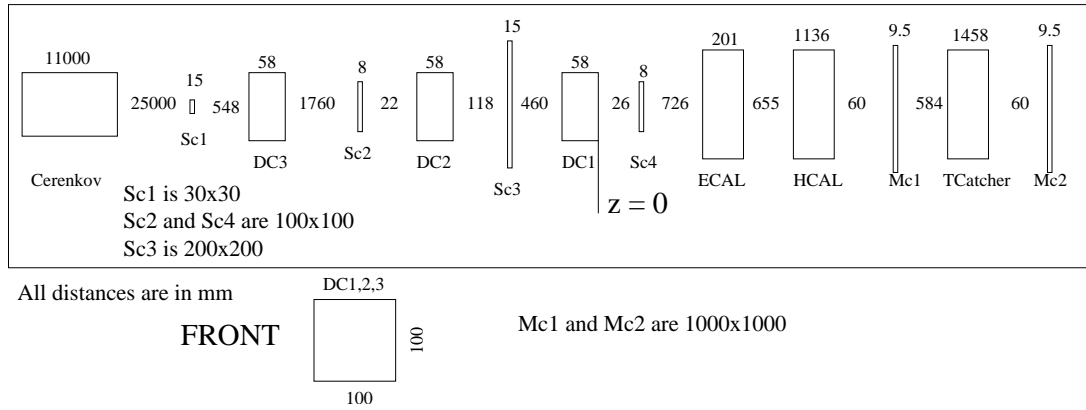 11000 15 58 8 58 15 58 8 201 1136 9.5 1458 9.5
25000 548 1760 22 118 460 26 726 655 60 584 60
Cerenkov Sc1 DC3 Sc2 DC2 Sc3 DC1 Sc4 ECAL HCAL Mc1 TCatcher Mc2
z = 0
Sc1 is 30x30
Sc2 and Sc4 are 100x100
Sc3 is 200x200
All distances are in mm
DC1,2,3
FRONT
100
100
Mc1 and Mc2 are 1000x1000